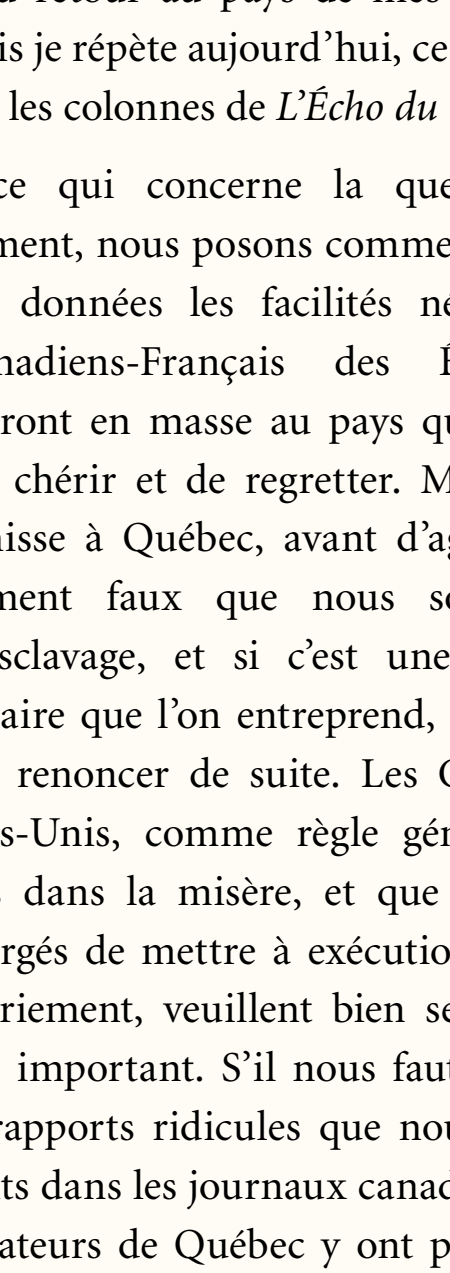 retour au pays de mes
is je répète aujourd’hui, ce
les colonnes de L’Écho du
ce qui concerne la que
ment, nous posons comme
données les facilités né
nadiens-Français des É
ront en masse au pays qu
chérir et de regretter. M
nisse à Québec, avant d’ag
ment faux que nous so
sclavage, et si c’est une
aire que l’on entreprend,
renoncer de suite. Les C
s-Unis, comme règle gén
s dans la misère, et que
rgés de mettre à exécutio
riement, veuillent bien se
important. S’il nous faut
rapports ridicules que nou
ts dans les journaux canad
ateurs de Québec y ont p